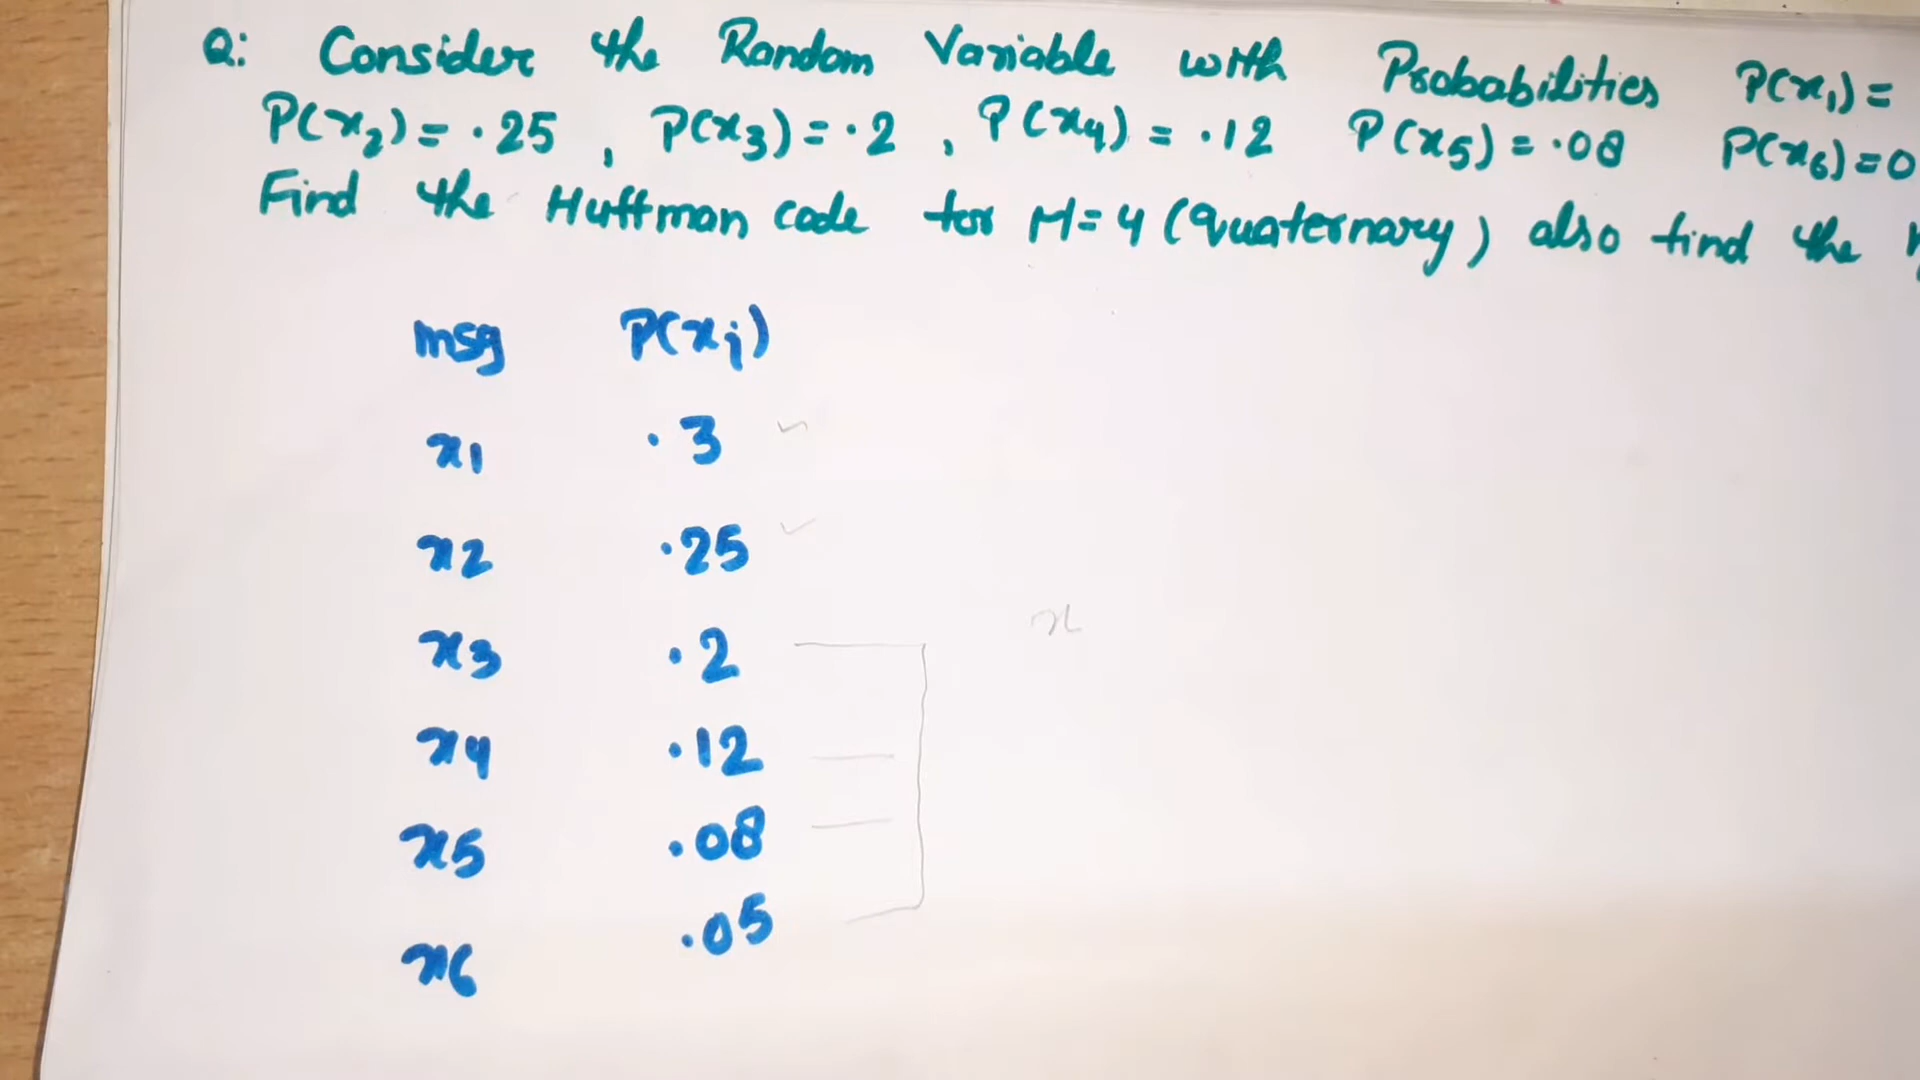 Q: Consider the Random Variable with Probabilities P(x1)=
P(x2)=.25 , P(x3)=.2 , P(x4)=.12 P(x5)=.08 P(x6)=0
Find the Huffman code for M=4 (Quaternary) also find the
msg P(xi)
x1 .3
x2 .25
x3 .2
x
x4 .12
x5 .08
x6 .05